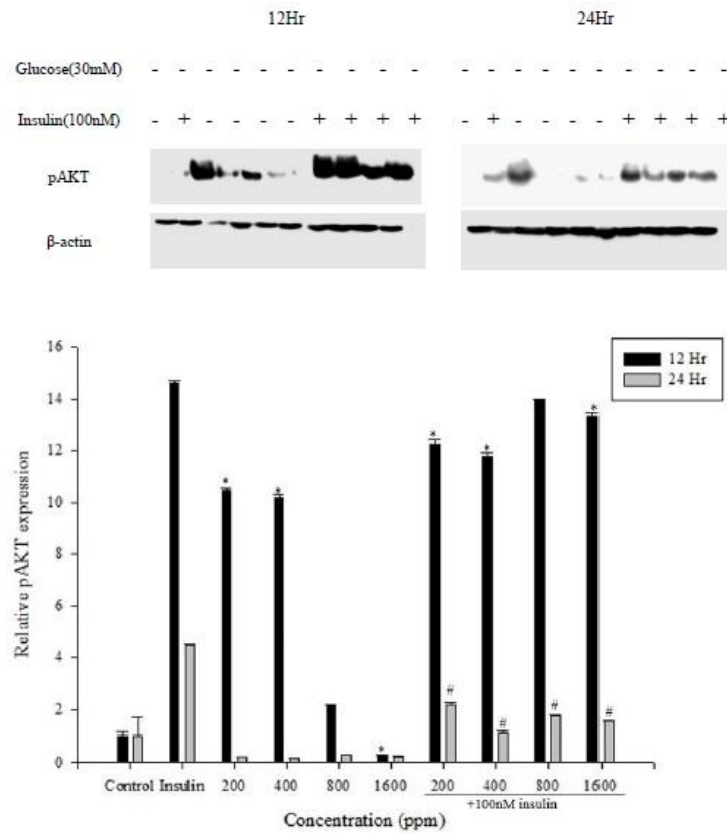 12Hr 24Hr
Glucose(30mM) - - - - - - - - - - - - - - - - - - - -
Insulin(100nM) - + - - - - + + + + - + - - - - + + + +
pAKT
β-actin
16
14
12
10
8
6
4
2
0
Relative pAKT expression
12 Hr
24 Hr
* * * * * *
# # # #
Control Insulin 200 400 800 1600 200 400 800 1600
+100nM insulin
Concentration (ppm)